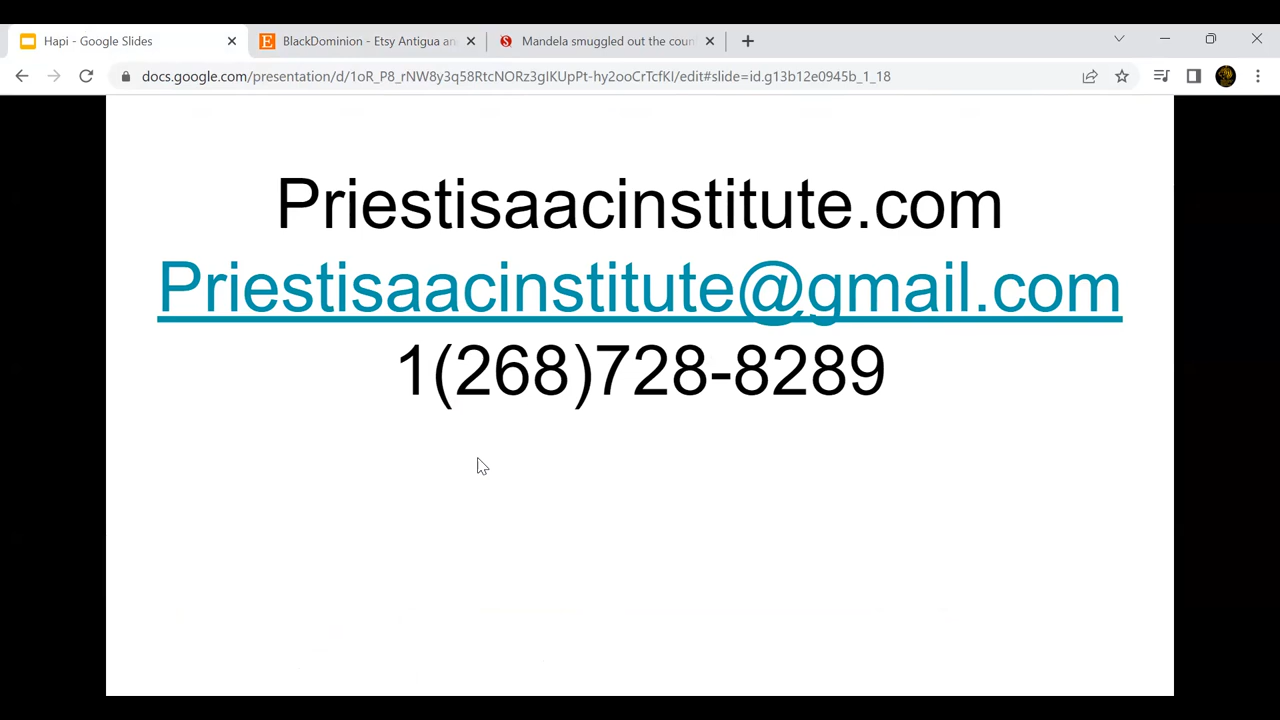 Hapi - Google Slides
BlackDominion - Etsy Antigua an
Mandela smuggled out the coun
docs.google.com/presentation/d/1oR_P8_rNW8y3q58RtcNORz3gIKUpPt-hy2ooCrTcfKI/edit#slide=id.g13b12e0945b_1_18
Priestisaacinstitute.com
Priestisaacinstitute@gmail.com
1(268)728-8289